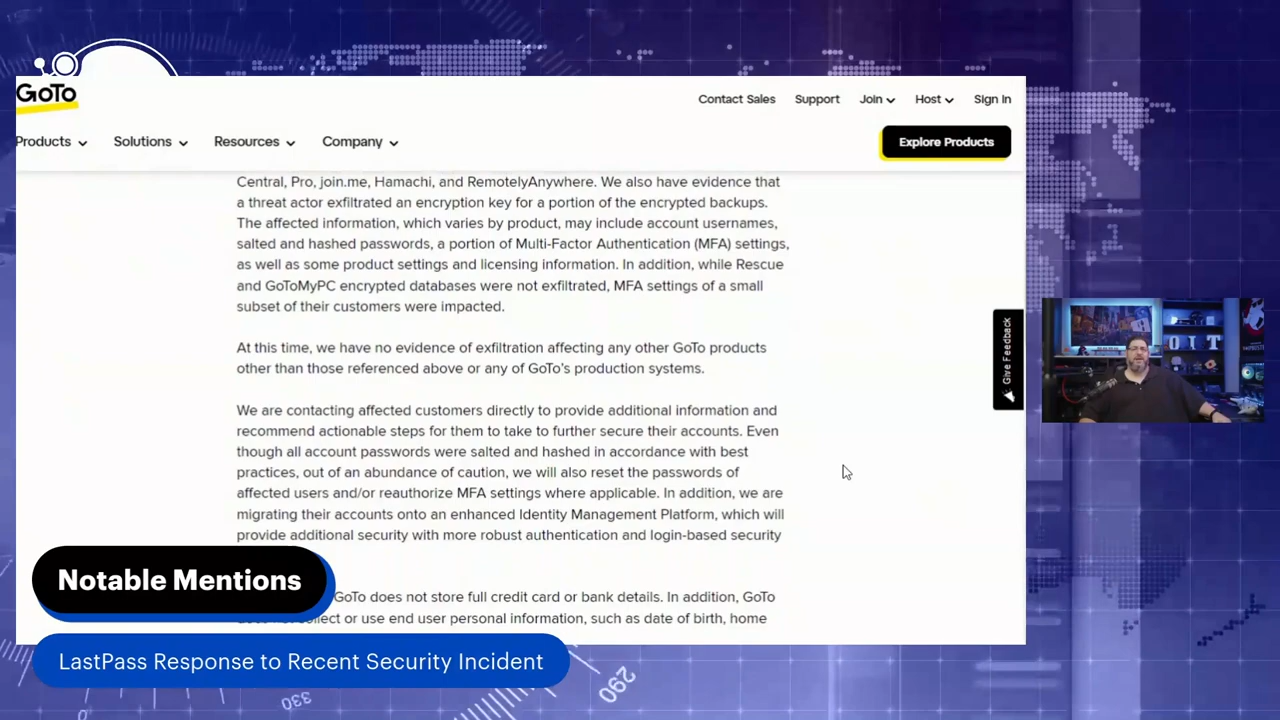 GoTo
Contact Sales Support Join Host Sign In
Products Solutions Resources Company
Explore Products
Central, Pro, join.me, Hamachi, and RemotelyAnywhere. We also have evidence that
a threat actor exfiltrated an encryption key for a portion of the encrypted backups.
The affected information, which varies by product, may include account usernames,
salted and hashed passwords, a portion of Multi-Factor Authentication (MFA) settings,
as well as some product settings and licensing information. In addition, while Rescue
and GoToMyPC encrypted databases were not exfiltrated, MFA settings of a small
subset of their customers were impacted.
At this time, we have no evidence of exfiltration affecting any other GoTo products
other than those referenced above or any of GoTo's production systems.
We are contacting affected customers directly to provide additional information and
recommend actionable steps for them to take to further secure their accounts. Even
though all account passwords were salted and hashed in accordance with best
practices, out of an abundance of caution, we will also reset the passwords of
affected users and/or reauthorize MFA settings where applicable. In addition, we are
migrating their accounts onto an enhanced Identity Management Platform, which will
provide additional security with more robust authentication and login-based security
GoTo does not store full credit card or bank details. In addition, GoTo
collect or use end user personal information, such as date of birth, home
Give Feedback
OIT
Notable Mentions
LastPass Response to Recent Security Incident
330
290